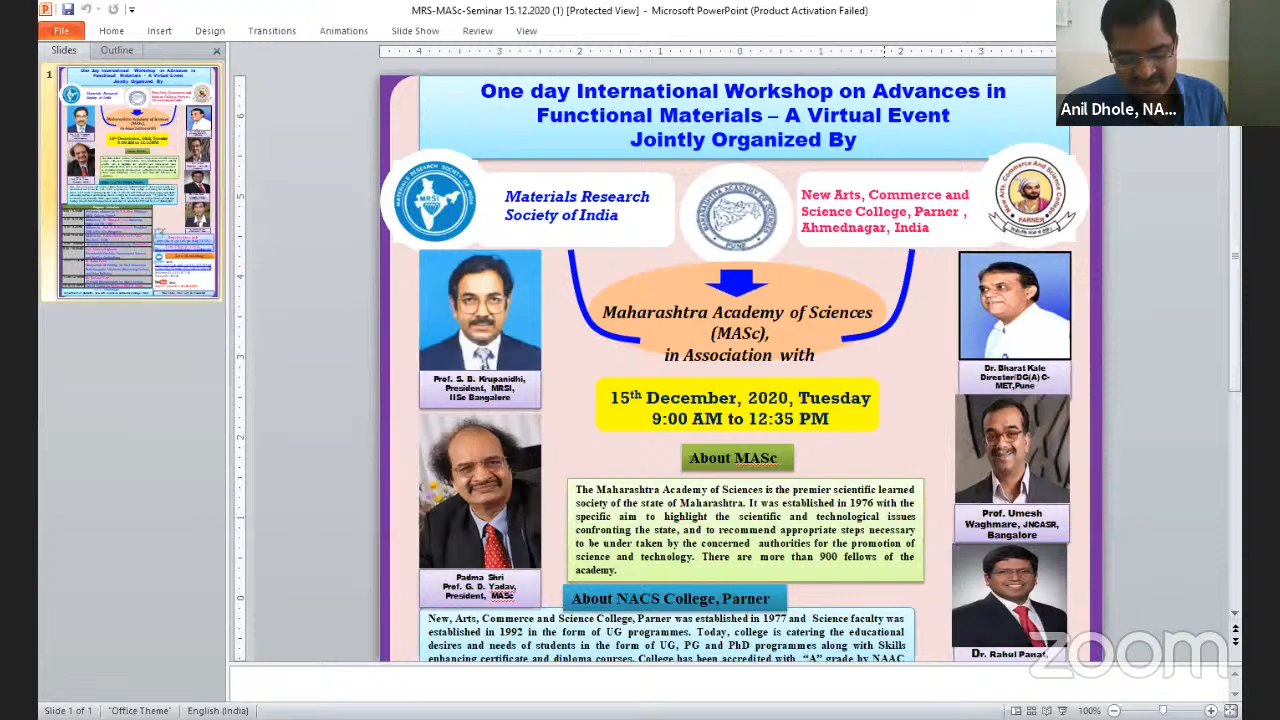 MRS-MASc-Seminar 15.12.2020 (1) [Protected View] - Microsoft PowerPoint (Product Activation Failed)
File Home Insert Design Transitions Animations Slide Show Review View
Slides Outline
Anil Dhole, NA...
1
One day International Workshop on Advances in
Functional Materials – A Virtual Event
Jointly Organized By
MRSI
Materials Research
Society of India
PUNE
New Arts, Commerce and
Science College, Parner ,
Ahmednagar, India
PARNER
Maharashtra Academy of Sciences
(MASc),
in Association with
15th December, 2020, Tuesday
9:00 AM to 12:35 PM
Prof. S. B. Krupanidhi,
President, MRSI,
IISc Bangalore
Dr. Bharat Kale
Director/DG(A) C-
MET,Pune
About MASc
The Maharashtra Academy of Sciences is the premier scientific learned
society of the state of Maharashtra. It was established in 1976 with the
specific aim to highlight the scientific and technological issues
confronting the state, and to recommend appropriate steps necessary
to be under taken by the concerned authorities for the promotion of
science and technology. There are more than 900 fellows of the
academy.
Prof. Umesh
Waghmare, JNCASR,
Bangalore
Padma Shri
Prof. G. D. Yadav,
President, MASc
About NACS College, Parner
New, Arts, Commerce and Science College, Parner was established in 1977 and Science faculty was
established in 1992 in the form of UG programmes. Today, college is catering the educational
desires and needs of students in the form of UG, PG and PhD programmes along with Skills
enhancing certificate and diploma courses. College has been accredited with "A" grade by NAAC
Dr. Rahul Panat,
zoom
Slide 1 of 1 "Office Theme" English (India) 100%